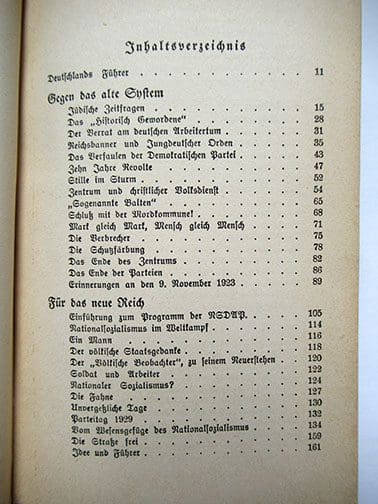 Inhaltsverzeichnis
Deutschlands Führer . . . . . . . . . . . . . 11
Gegen das alte System
Jüdische Zeitfragen . . . . . . . . . . . . 15
Das „Historisch Gewordene“ . . . . . . . . . . 28
Der Verrat am deutschen Arbeitertum . . . . . . . 31
Reichsbanner und Jungdeutscher Orden . . . . . . . 35
Das Verfaulen der Demokratischen Partei . . . . . . 43
Zehn Jahre Revolte . . . . . . . . . . . . 47
Stille im Sturm . . . . . . . . . . . . . 52
Zentrum und christlicher Volksdienst . . . . . . . 54
„Sogenannte Balten“ . . . . . . . . . . . . 65
Schluß mit der Mordkommune! . . . . . . . . . 68
Mark gleich Mark, Mensch gleich Mensch . . . . . . 71
Die Verbrecher . . . . . . . . . . . . . 75
Die Schutzfärbung . . . . . . . . . . . . 78
Das Ende des Zentrums . . . . . . . . . . . 82
Das Ende der Parteien . . . . . . . . . . . 86
Erinnerungen an den 9. November 1923 . . . . . . . 89
Für das neue Reich
Einführung zum Programm der NSDAP. . . . . . . . 105
Nationalsozialismus im Weltkampf . . . . . . . . 114
Ein Mann . . . . . . . . . . . . . . . 116
Der völkische Staatsgedanke . . . . . . . . . . 118
Der „Völkische Beobachter“, zu seinem Neuerstehen . . . 120
Soldat und Arbeiter . . . . . . . . . . . . 122
Nationaler Sozialismus? . . . . . . . . . . . 124
Die Fahne . . . . . . . . . . . . . . 127
Unvergeßliche Tage . . . . . . . . . . . . 130
Parteitag 1929 . . . . . . . . . . . . . 132
Vom Wesensgefüge des Nationalsozialismus . . . . . 134
Die Straße frei . . . . . . . . . . . . . 159
Idee und Führer . . . . . . . . . . . . . 161